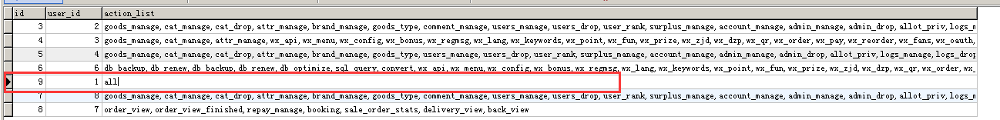 id user_id action_list
3 2 goods_manage, cat_manage, cat_drop, attr_manage, brand_manage, goods_type, comment_manage, users_manage, users_drop, user_rank, surplus_manage, account_manage, admin_manage, admin_drop, allot_priv, logs_m
4 3 goods_manage, cat_manage, attr_manage, wx_api, wx_menu, wx_config, wx_bonus, wx_regmsg, wx_lang, wx_keywords, wx_point, wx_fun, wx_prize, wx_zjd, wx_dzp, wx_qr, wx_order, wx_pay, wx_reorder, wx_fans, wx_oauth,
5 4 goods_manage, cat_manage, cat_drop, attr_manage, brand_manage, goods_type, users_manage, users_drop, user_rank, surplus_manage, account_manage, admin_manage, admin_drop, allot_priv, logs_manage, logs_drop
6 6 db_backup, db_renew, db_backup, db_renew, db_optimize, sql_query, convert, wx_api, wx_menu, wx_config, wx_bonus, wx_regmsg, wx_lang, wx_keywords, wx_point, wx_fun, wx_prize, wx_zjd, wx_dzp, wx_qr, wx_order, wx_
9 1 all
7 8 goods_manage, cat_manage, cat_drop, attr_manage, brand_manage, goods_type, comment_manage, users_manage, users_drop, user_rank, surplus_manage, account_manage, admin_manage, admin_drop, allot_priv, logs_m
8 7 order_view, order_view_finished, repay_manage, booking, sale_order_stats, delivery_view, back_view